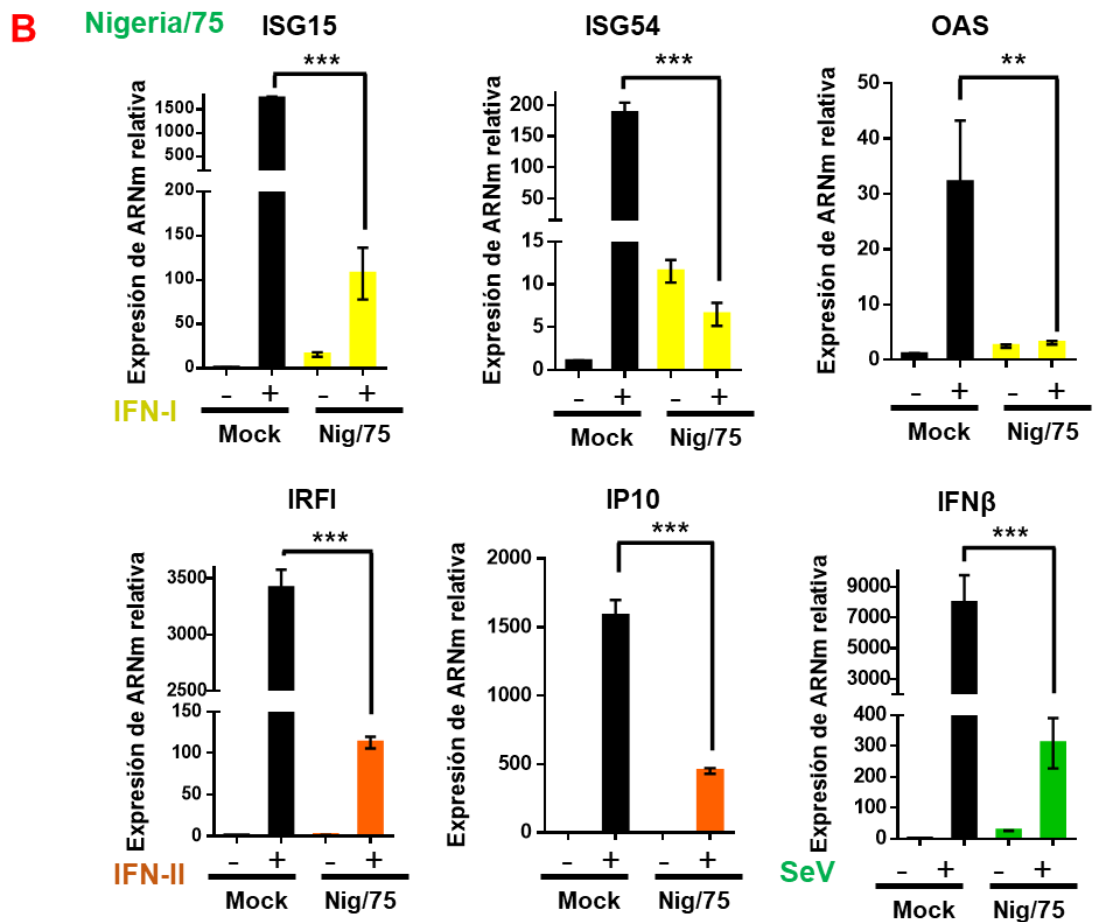 B
Nigeria/75
ISG15
ISG54
OAS
Expresión de ARNm relativa
1500
1000
500
200
150
100
50
0
***
- + - +
IFN-I
Mock Nig/75
Expresión de ARNm relativa
200
150
100
50
15
10
5
0
***
- + - +
Mock Nig/75
Expresión de ARNm relativa
50
40
30
20
10
0
**
- + - +
Mock Nig/75
IRFI
IP10
IFNβ
Expresión de ARNm relativa
3500
3000
2500
150
100
50
0
***
- + - +
IFN-II
Mock Nig/75
Expresión de ARNm relativa
2000
1500
1000
500
0
***
- + - +
Mock Nig/75
Expresión de ARNm relativa
9000
7000
5000
3000
400
300
200
100
0
***
- + - +
SeV
Mock Nig/75